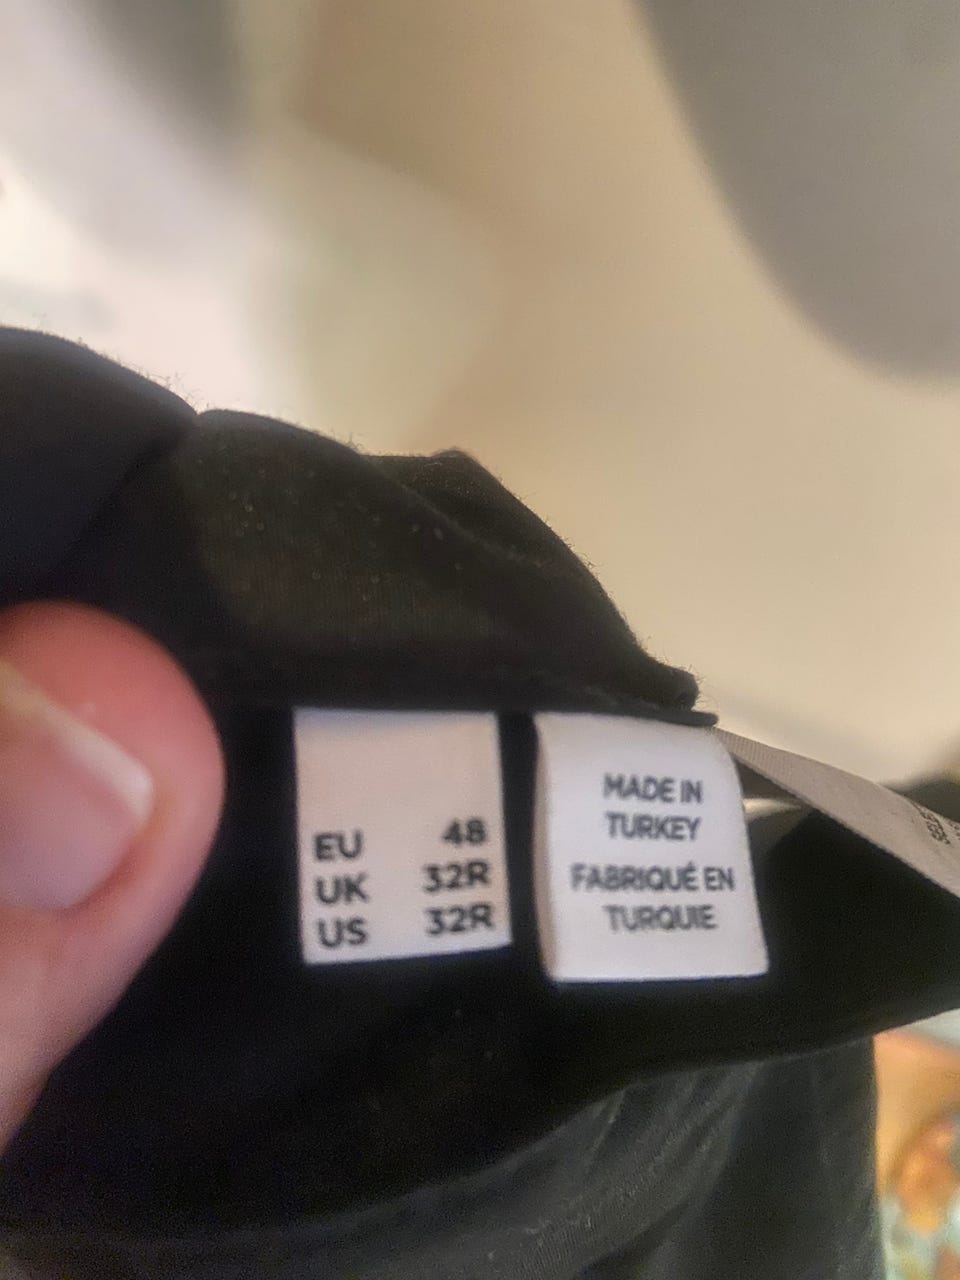 EU 48
UK 32R
US 32R
MADE IN
TURKEY
FABRIQUÉ EN
TURQUIE